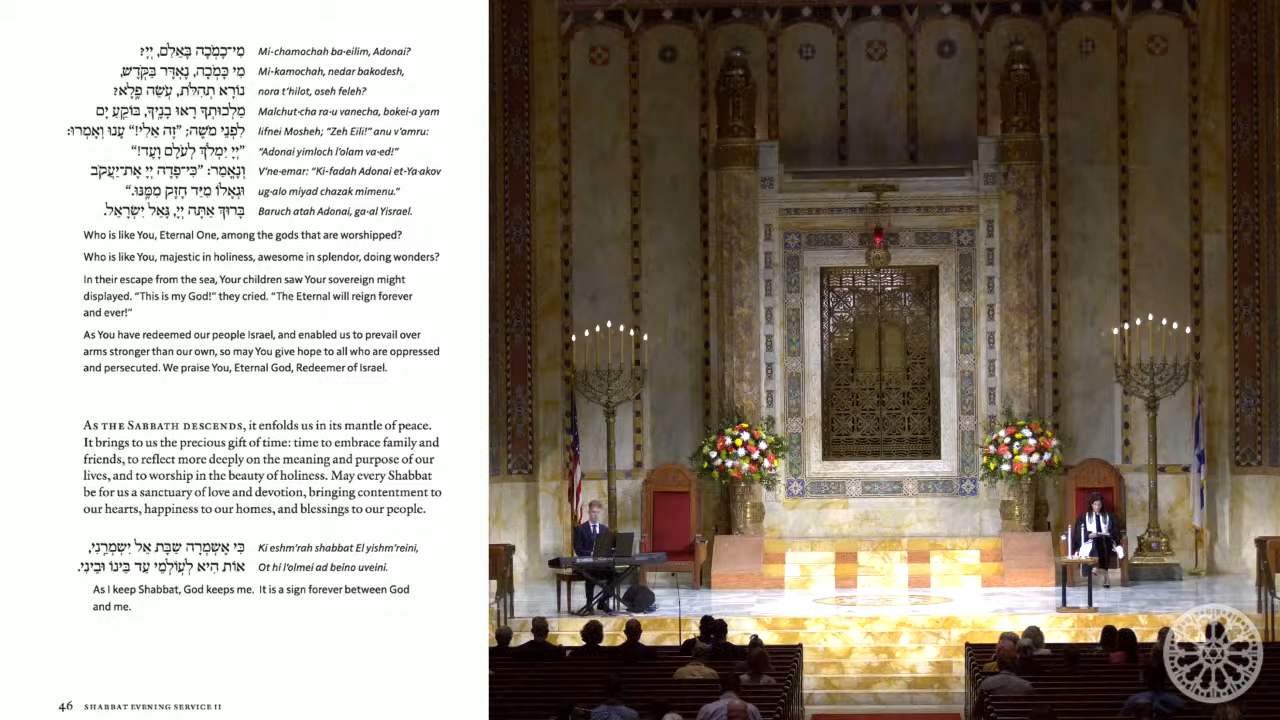 מִי־כָמֹֽכָה בָּאֵלִם, יְיָ?
Mi-chamochah ba·eilim, Adonai?
מִי כָּמֹֽכָה, נֶאְדָּר בַּקֹּֽדֶשׁ,
Mi-kamochah, nedar bakodesh,
נוֹרָא תְהִלֹּת, עֹֽשֵׂה פֶֽלֶא?
nora t’hilot, oseh feleh?
מַלְכוּתְךָ רָאוּ בָנֶֽיךָ, בּוֹקֵֽעַ יָם
Malchut·cha ra·u vanecha, bokei·a yam
לִפְנֵי מֹשֶׁה; ”זֶה אֵלִי!“ עָנוּ וְאָמְרוּ:
lifnei Mosheh; “Zeh Eili!” anu v’amru:
”יְיָ יִמְלֹךְ לְעֹלָם וָעֶד!“
“Adonai yimloch l’olam va·ed!”
וְנֶאֱמַר: ”כִּי־פָדָה יְיָ אֶת־יַעֲקֹב
V’ne·emar: “Ki-fadah Adonai et-Ya·akov
וּגְאָלוֹ מִיַּד חָזָק מִמֶּֽנּוּ.“
ug·alo miyad chazak mimenu.”
בָּרוּךְ אַתָּה יְיָ, גָּאַל יִשְׂרָאֵל.
Baruch atah Adonai, ga·al Yisrael.
Who is like You, Eternal One, among the gods that are worshipped?
Who is like You, majestic in holiness, awesome in splendor, doing wonders?
In their escape from the sea, Your children saw Your sovereign might
displayed. “This is my God!“ they cried. “The Eternal will reign forever
and ever!”
As You have redeemed our people Israel, and enabled us to prevail over
arms stronger than our own, so may You give hope to all who are oppressed
and persecuted. We praise You, Eternal God, Redeemer of Israel.
As the Sabbath descends, it enfolds us in its mantle of peace.
It brings to us the precious gift of time: time to embrace family and
friends, to reflect more deeply on the meaning and purpose of our
lives, and to worship in the beauty of holiness. May every Shabbat
be for us a sanctuary of love and devotion, bringing contentment to
our hearts, happiness to our homes, and blessings to our people.
כִּי אֶשְׁמְרָה שַׁבָּת אֵל יִשְׁמְרֵֽנִי,
Ki eshm’rah shabbat El yishm’reini,
אוֹת הִיא לְעֽוֹלְמֵי עַד בֵּינוֹ וּבֵינִי.
Ot hi l’olmei ad beino uveini.
As I keep Shabbat, God keeps me. It is a sign forever between God
and me.
46 SHABBAT EVENING SERVICE II